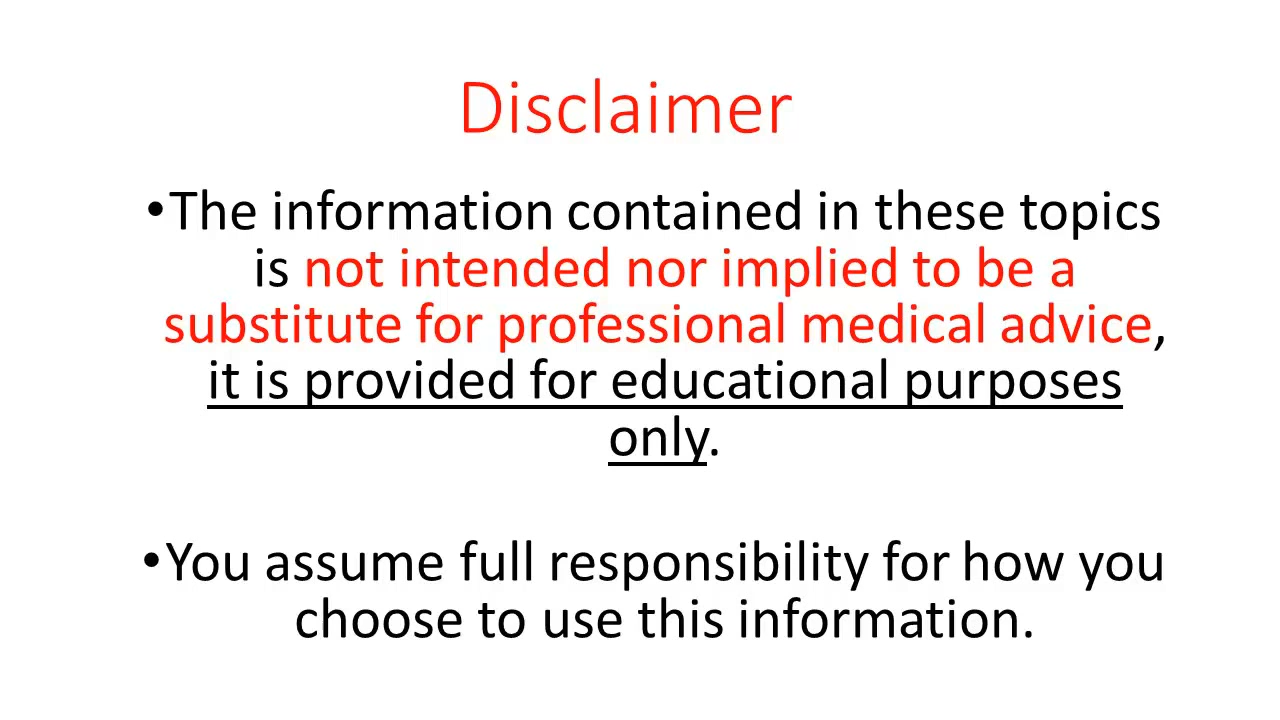 Disclaimer
•The information contained in these topics
is not intended nor implied to be a
substitute for professional medical advice,
it is provided for educational purposes
only.
•You assume full responsibility for how you
choose to use this information.